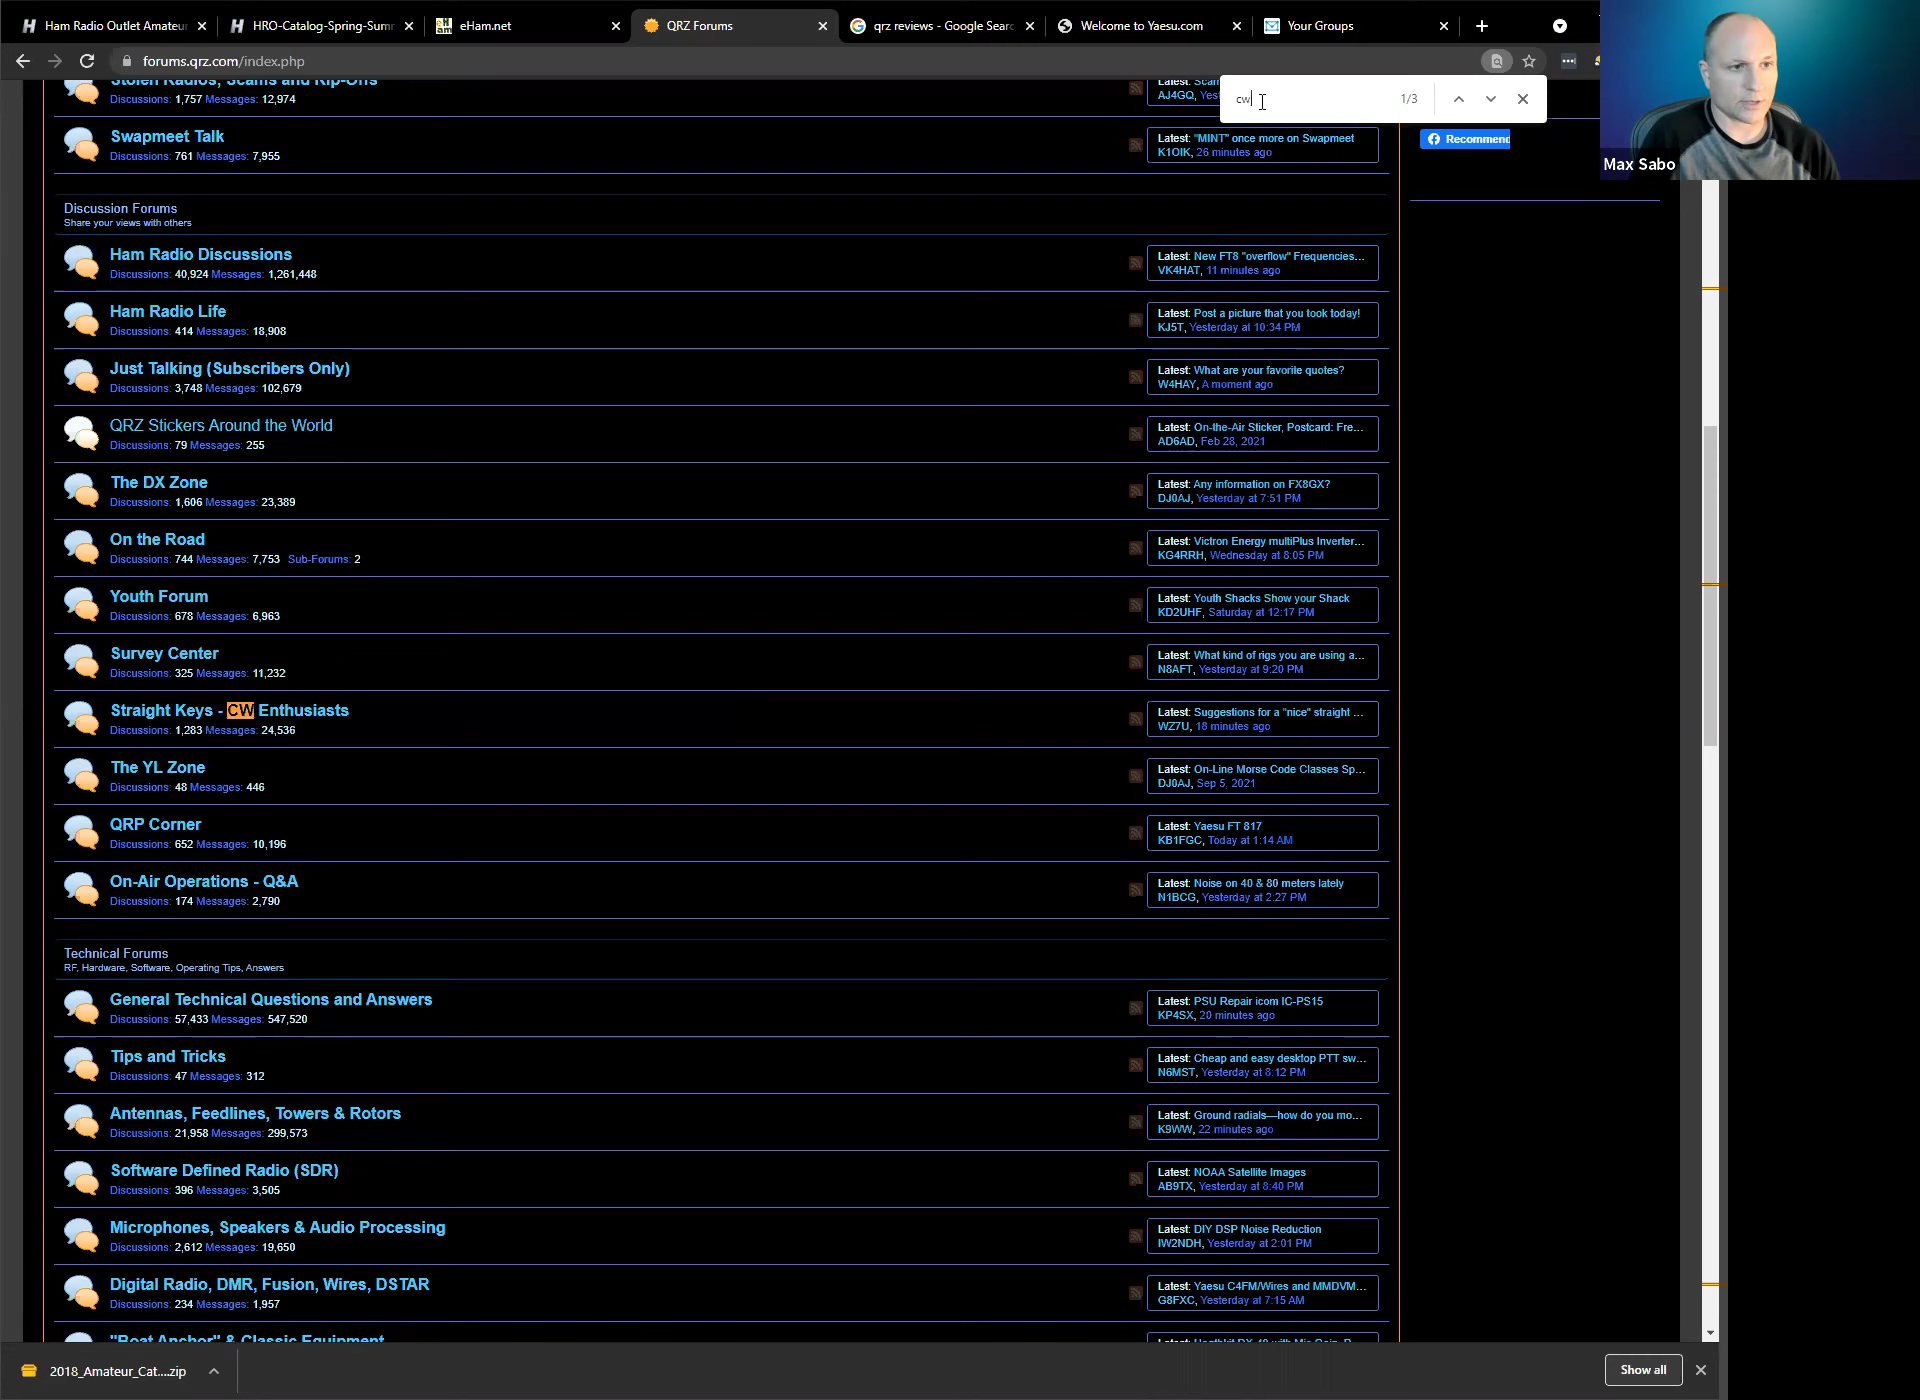 Ham Radio Outlet Amateur
HRO-Catalog-Spring-Summ
eHam.net
QRZ Forums
qrz reviews - Google Searc
Welcome to Yaesu.com
Your Groups
forums.qrz.com/index.php
cw
1/3
Max Sabo
Stolen Radios, Scams and Rip-Offs
Discussions: 1,757 Messages: 12,974
Latest: Scam
AJ4GQ, Yest
Swapmeet Talk
Discussions: 761 Messages: 7,955
Latest: "MINT" once more on Swapmeet
K1OIK, 26 minutes ago
Recommend
Discussion Forums
Share your views with others
Ham Radio Discussions
Discussions: 40,924 Messages: 1,261,448
Latest: New FT8 "overflow" Frequencies...
VK4HAT, 11 minutes ago
Ham Radio Life
Discussions: 414 Messages: 18,908
Latest: Post a picture that you took today!
KJ5T, Yesterday at 10:34 PM
Just Talking (Subscribers Only)
Discussions: 3,748 Messages: 102,679
Latest: What are your favorite quotes?
W4HAY, A moment ago
QRZ Stickers Around the World
Discussions: 79 Messages: 255
Latest: On-the-Air Sticker, Postcard: Fre...
AD6AD, Feb 28, 2021
The DX Zone
Discussions: 1,606 Messages: 23,389
Latest: Any information on FX8GX?
DJ0AJ, Yesterday at 7:51 PM
On the Road
Discussions: 744 Messages: 7,753 Sub-Forums: 2
Latest: Victron Energy multiPlus Inverter...
KG4RRH, Wednesday at 8:05 PM
Youth Forum
Discussions: 678 Messages: 6,963
Latest: Youth Shacks Show your Shack
KD2UHF, Saturday at 12:17 PM
Survey Center
Discussions: 325 Messages: 11,232
Latest: What kind of rigs you are using a...
N8AFT, Yesterday at 9:20 PM
Straight Keys - CW Enthusiasts
Discussions: 1,283 Messages: 24,536
Latest: Suggestions for a "nice" straight ...
WZ7U, 18 minutes ago
The YL Zone
Discussions: 48 Messages: 446
Latest: On-Line Morse Code Classes Sp...
DJ0AJ, Sep 5, 2021
QRP Corner
Discussions: 652 Messages: 10,196
Latest: Yaesu FT 817
KB1FGC, Today at 1:14 AM
On-Air Operations - Q&A
Discussions: 174 Messages: 2,790
Latest: Noise on 40 & 80 meters lately
N1BCG, Yesterday at 2:27 PM
Technical Forums
RF, Hardware, Software, Operating Tips, Answers
General Technical Questions and Answers
Discussions: 57,433 Messages: 547,520
Latest: PSU Repair icom IC-PS15
KP4SX, 20 minutes ago
Tips and Tricks
Discussions: 47 Messages: 312
Latest: Cheap and easy desktop PTT sw...
N6MST, Yesterday at 8:12 PM
Antennas, Feedlines, Towers & Rotors
Discussions: 21,958 Messages: 299,573
Latest: Ground radials—how do you mo...
K9WW, 22 minutes ago
Software Defined Radio (SDR)
Discussions: 396 Messages: 3,505
Latest: NOAA Satellite Images
AB9TX, Yesterday at 8:40 PM
Microphones, Speakers & Audio Processing
Discussions: 2,612 Messages: 19,650
Latest: DIY DSP Noise Reduction
IW2NDH, Yesterday at 2:01 PM
Digital Radio, DMR, Fusion, Wires, DSTAR
Discussions: 234 Messages: 1,957
Latest: Yaesu C4FM/Wires and MMDVM...
G8FXC, Yesterday at 7:15 AM
"Boat Anchor" & Classic Equipment
2018_Amateur_Cat....zip
Show all